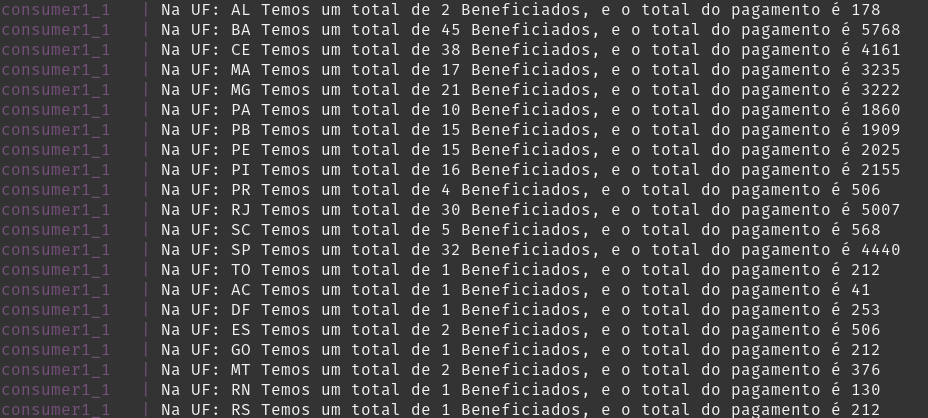 consumer1_1 | Na UF: AL Temos um total de 2 Beneficiados, e o total do pagamento é 178
consumer1_1 | Na UF: BA Temos um total de 45 Beneficiados, e o total do pagamento é 5768
consumer1_1 | Na UF: CE Temos um total de 38 Beneficiados, e o total do pagamento é 4161
consumer1_1 | Na UF: MA Temos um total de 17 Beneficiados, e o total do pagamento é 3235
consumer1_1 | Na UF: MG Temos um total de 21 Beneficiados, e o total do pagamento é 3222
consumer1_1 | Na UF: PA Temos um total de 10 Beneficiados, e o total do pagamento é 1860
consumer1_1 | Na UF: PB Temos um total de 15 Beneficiados, e o total do pagamento é 1909
consumer1_1 | Na UF: PE Temos um total de 15 Beneficiados, e o total do pagamento é 2025
consumer1_1 | Na UF: PI Temos um total de 16 Beneficiados, e o total do pagamento é 2155
consumer1_1 | Na UF: PR Temos um total de 4 Beneficiados, e o total do pagamento é 506
consumer1_1 | Na UF: RJ Temos um total de 30 Beneficiados, e o total do pagamento é 5007
consumer1_1 | Na UF: SC Temos um total de 5 Beneficiados, e o total do pagamento é 568
consumer1_1 | Na UF: SP Temos um total de 32 Beneficiados, e o total do pagamento é 4440
consumer1_1 | Na UF: TO Temos um total de 1 Beneficiados, e o total do pagamento é 212
consumer1_1 | Na UF: AC Temos um total de 1 Beneficiados, e o total do pagamento é 41
consumer1_1 | Na UF: DF Temos um total de 1 Beneficiados, e o total do pagamento é 253
consumer1_1 | Na UF: ES Temos um total de 2 Beneficiados, e o total do pagamento é 506
consumer1_1 | Na UF: GO Temos um total de 1 Beneficiados, e o total do pagamento é 212
consumer1_1 | Na UF: MT Temos um total de 2 Beneficiados, e o total do pagamento é 376
consumer1_1 | Na UF: RN Temos um total de 1 Beneficiados, e o total do pagamento é 130
consumer1_1 | Na UF: RS Temos um total de 1 Beneficiados, e o total do pagamento é 212